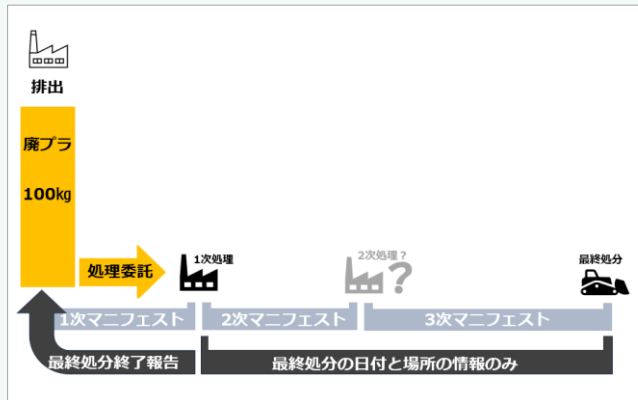 排出
廃プラ
100kg
処理委託
1次処理
2次処理？
?
最終処分
1次マニフェスト
2次マニフェスト
3次マニフェスト
最終処分終了報告
最終処分の日付と場所の情報のみ